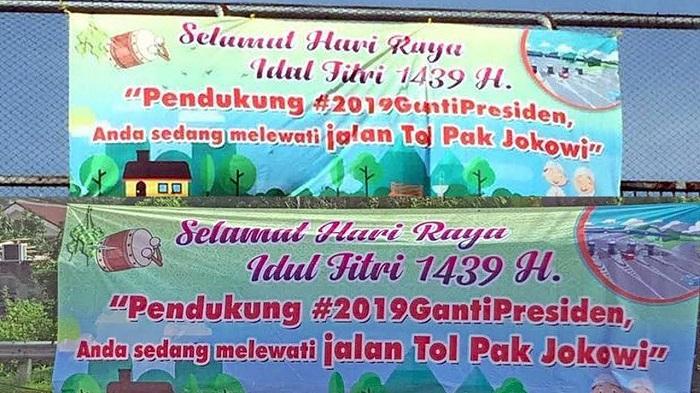 Selamat Hari Raya
Idul Fitri 1439 H.
"Pendukung #2019GantiPresiden,
Anda sedang melewati jalan Tol Pak Jokowi"
Selamat Hari Raya
Idul Fitri 1439 H.
"Pendukung #2019GantiPresiden,
Anda sedang melewati jalan Tol Pak Jokowi"